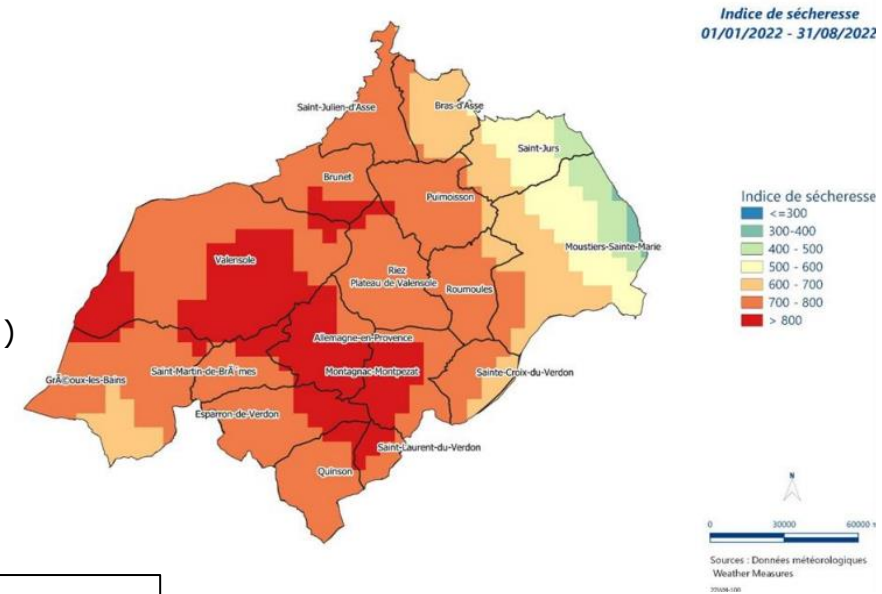 Indice de sécheresse
01/01/2022 - 31/08/2022
Saint-Julien-d'Asse
Bras-d'Asse
Saint-Jurs
Brunet
Puimoisson
Moustiers-Sainte-Marie
Valensole
Riez
Plateau de Valensole
Roumoules
)
Allemagne-en-Provence
GrÃ©oux-les-Bains
Saint-Martin-de-BrÃ´mes
Montagnac-Montpezat
Sainte-Croix-du-Verdon
Esparron-de-Verdon
Saint-Laurent-du-Verdon
Quinson
Indice de sécheresse
<=300
300-400
400 - 500
500 - 600
600 - 700
700 - 800
> 800
N
0 30000 60000
Sources : Données météorologiques
Weather Measures